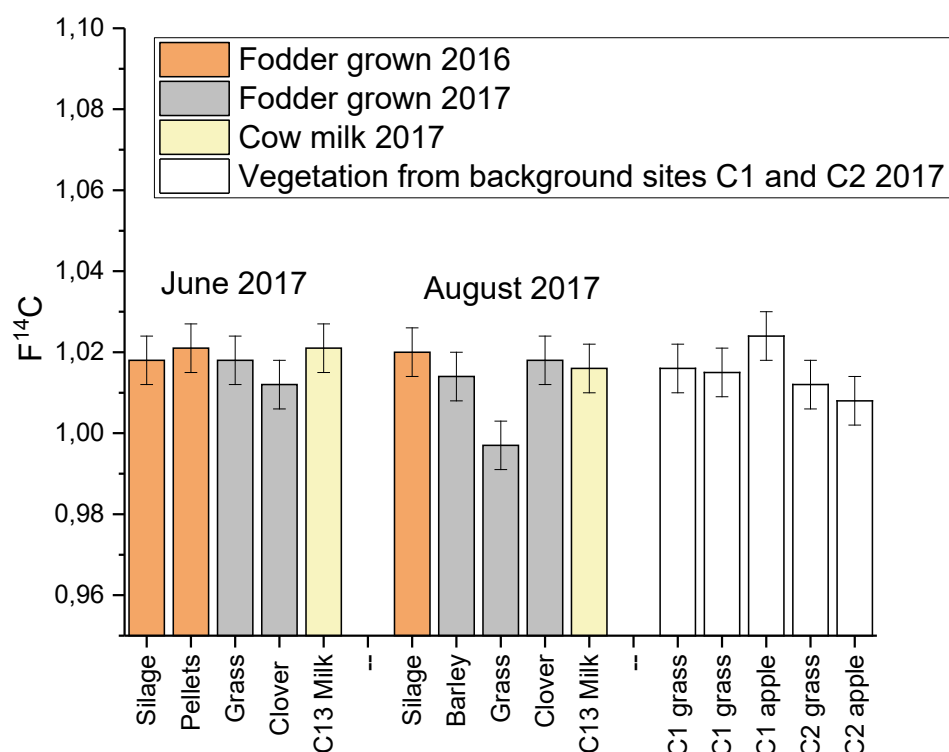 1,10
1,08
1,06
1,04
1,02
1,00
0,98
0,96
F¹⁴C
Fodder grown 2016
Fodder grown 2017
Cow milk 2017
Vegetation from background sites C1 and C2 2017
June 2017
August 2017
Silage
Pellets
Grass
Clover
C13 Milk
--
Silage
Barley
Grass
Clover
C13 Milk
--
C1 grass
C1 grass
C1 apple
C2 grass
C2 apple